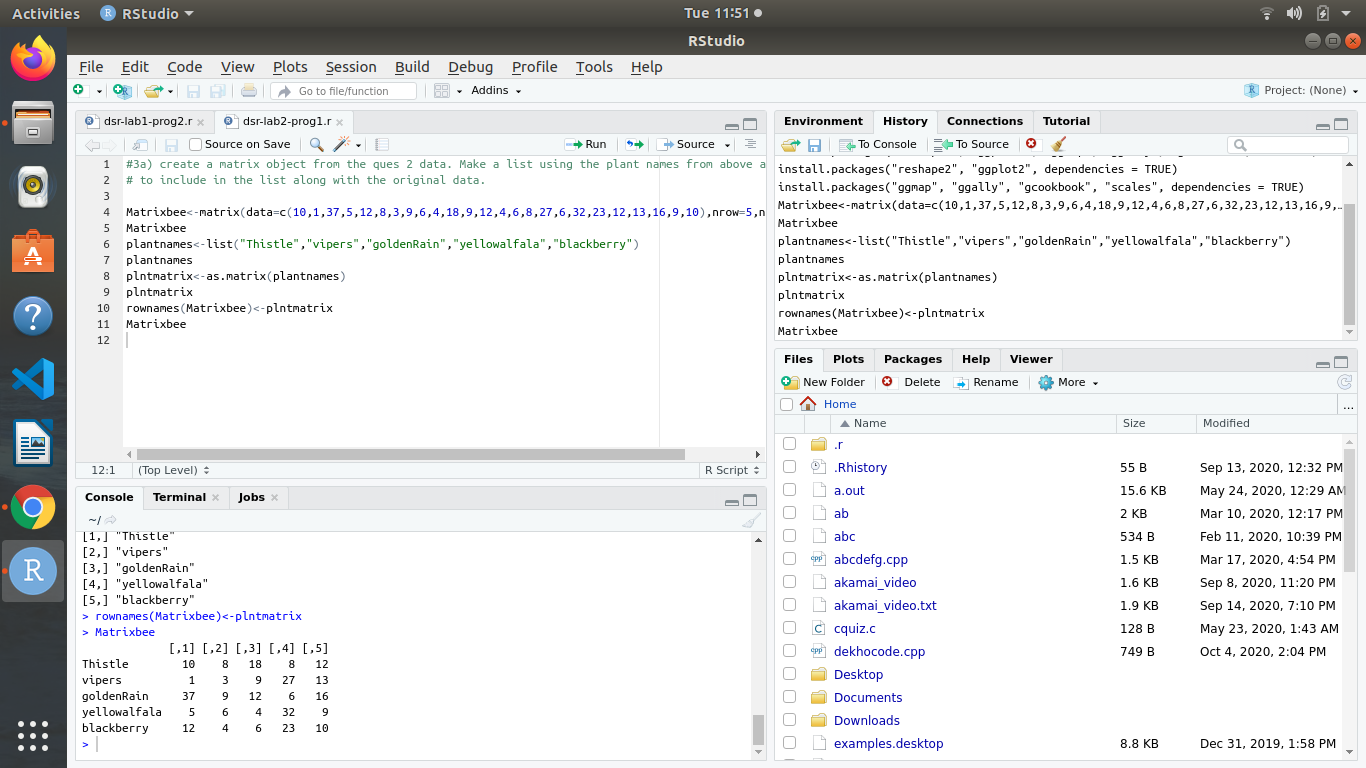 Activities RStudio Tue 11:51
RStudio
File Edit Code View Plots Session Build Debug Profile Tools Help
Go to file/function Addins Project: (None)
dsr-lab1-prog2.r dsr-lab2-prog1.r
Source on Save Run Source
1 #3a) create a matrix object from the ques 2 data. Make a list using the plant names from above a
2 # to include in the list along with the original data.
3
4 Matrixbee<-matrix(data=c(10,1,37,5,12,8,3,9,6,4,18,9,12,4,6,8,27,6,32,23,12,13,16,9,10),nrow=5,n
5 Matrixbee
6 plantnames<-list("Thistle","vipers","goldenRain","yellowalfala","blackberry")
7 plantnames
8 plntmatrix<-as.matrix(plantnames)
9 plntmatrix
10 rownames(Matrixbee)<-plntmatrix
11 Matrixbee
12
12:1 (Top Level) R Script
Console Terminal Jobs
~/
[1,] "Thistle"
[2,] "vipers"
[3,] "goldenRain"
[4,] "yellowalfala"
[5,] "blackberry"
> rownames(Matrixbee)<-plntmatrix
> Matrixbee
[,1] [,2] [,3] [,4] [,5]
Thistle 10 8 18 8 12
vipers 1 3 9 27 13
goldenRain 37 9 12 6 16
yellowalfala 5 6 4 32 9
blackberry 12 4 6 23 10
>
Environment History Connections Tutorial
To Console To Source
install.packages("reshape2", "ggplot2", dependencies = TRUE)
install.packages("ggmap", "ggally", "gcookbook", "scales", dependencies = TRUE)
Matrixbee<-matrix(data=c(10,1,37,5,12,8,3,9,6,4,18,9,12,4,6,8,27,6,32,23,12,13,16,9,…
Matrixbee
plantnames<-list("Thistle","vipers","goldenRain","yellowalfala","blackberry")
plantnames
plntmatrix<-as.matrix(plantnames)
plntmatrix
rownames(Matrixbee)<-plntmatrix
Matrixbee
Files Plots Packages Help Viewer
New Folder Delete Rename More
Home ...
Name Size Modified
.r
.Rhistory 55 B Sep 13, 2020, 12:32 PM
a.out 15.6 KB May 24, 2020, 12:29 AM
ab 2 KB Mar 10, 2020, 12:17 PM
abc 534 B Feb 11, 2020, 10:39 PM
abcdefg.cpp 1.5 KB Mar 17, 2020, 4:54 PM
akamai_video 1.6 KB Sep 8, 2020, 11:20 PM
akamai_video.txt 1.9 KB Sep 14, 2020, 7:10 PM
cquiz.c 128 B May 23, 2020, 1:43 AM
dekhocode.cpp 749 B Oct 4, 2020, 2:04 PM
Desktop
Documents
Downloads
examples.desktop 8.8 KB Dec 31, 2019, 1:58 PM